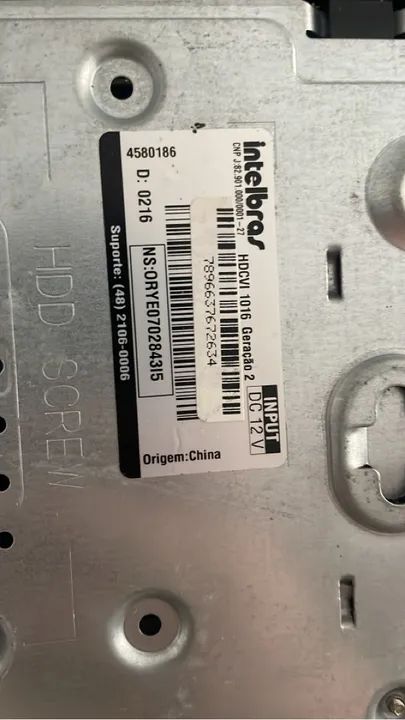 intelbras
CNPJ:82.901.000/0001-27
HDCVI 1016 Geração 2
INPUT
DC 12 V
7896637672634
NS:0RYE0702843I5
4580186
D: 0216
Origem:China
Suporte: (48) 2106-0006
HDD SCREW